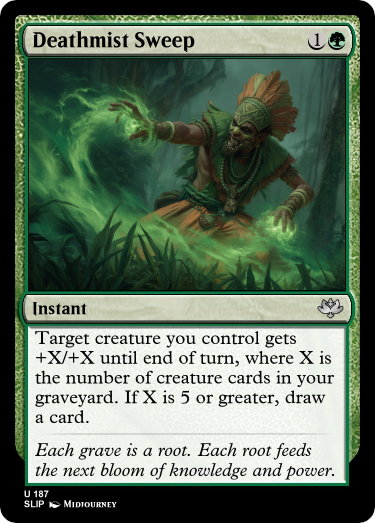 Deathmist Sweep 1
Instant
Target creature you control gets
+X/+X until end of turn, where X is
the number of creature cards in your
graveyard. If X is 5 or greater, draw
a card.
Each grave is a root. Each root feeds
the next bloom of knowledge and power.
U 187
SLIP Midjourney